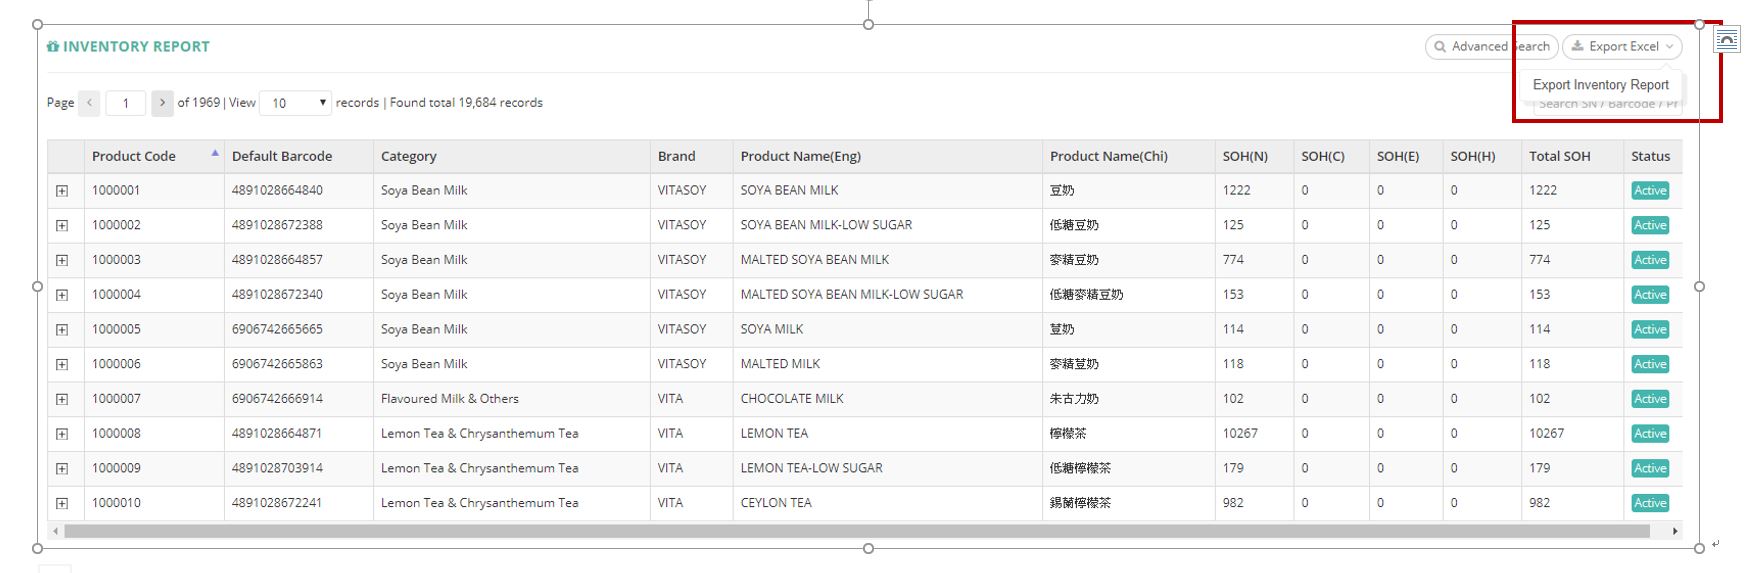 INVENTORY REPORT
Advanced Search Export Excel
Export Inventory Report
Page 1 of 1969 | View 10 records | Found total 19,684 records
Search SN / Barcode / Pr
Product Code Default Barcode Category Brand Product Name(Eng) Product Name(Chi) SOH(N) SOH(C) SOH(E) SOH(H) Total SOH Status
1000001 4891028664840 Soya Bean Milk VITASOY SOYA BEAN MILK 豆奶 1222 0 0 0 1222 Active
1000002 4891028672388 Soya Bean Milk VITASOY SOYA BEAN MILK-LOW SUGAR 低糖豆奶 125 0 0 0 125 Active
1000003 4891028664857 Soya Bean Milk VITASOY MALTED SOYA BEAN MILK 麥精豆奶 774 0 0 0 774 Active
1000004 4891028672340 Soya Bean Milk VITASOY MALTED SOYA BEAN MILK-LOW SUGAR 低糖麥精豆奶 153 0 0 0 153 Active
1000005 6906742665665 Soya Bean Milk VITASOY SOYA MILK 荳奶 114 0 0 0 114 Active
1000006 6906742665863 Soya Bean Milk VITASOY MALTED MILK 麥精荳奶 118 0 0 0 118 Active
1000007 6906742666914 Flavoured Milk & Others VITA CHOCOLATE MILK 朱古力奶 102 0 0 0 102 Active
1000008 4891028664871 Lemon Tea & Chrysanthemum Tea VITA LEMON TEA 檸檬茶 10267 0 0 0 10267 Active
1000009 4891028703914 Lemon Tea & Chrysanthemum Tea VITA LEMON TEA-LOW SUGAR 低糖檸檬茶 179 0 0 0 179 Active
1000010 4891028672241 Lemon Tea & Chrysanthemum Tea VITA CEYLON TEA 錫蘭檸檬茶 982 0 0 0 982 Active